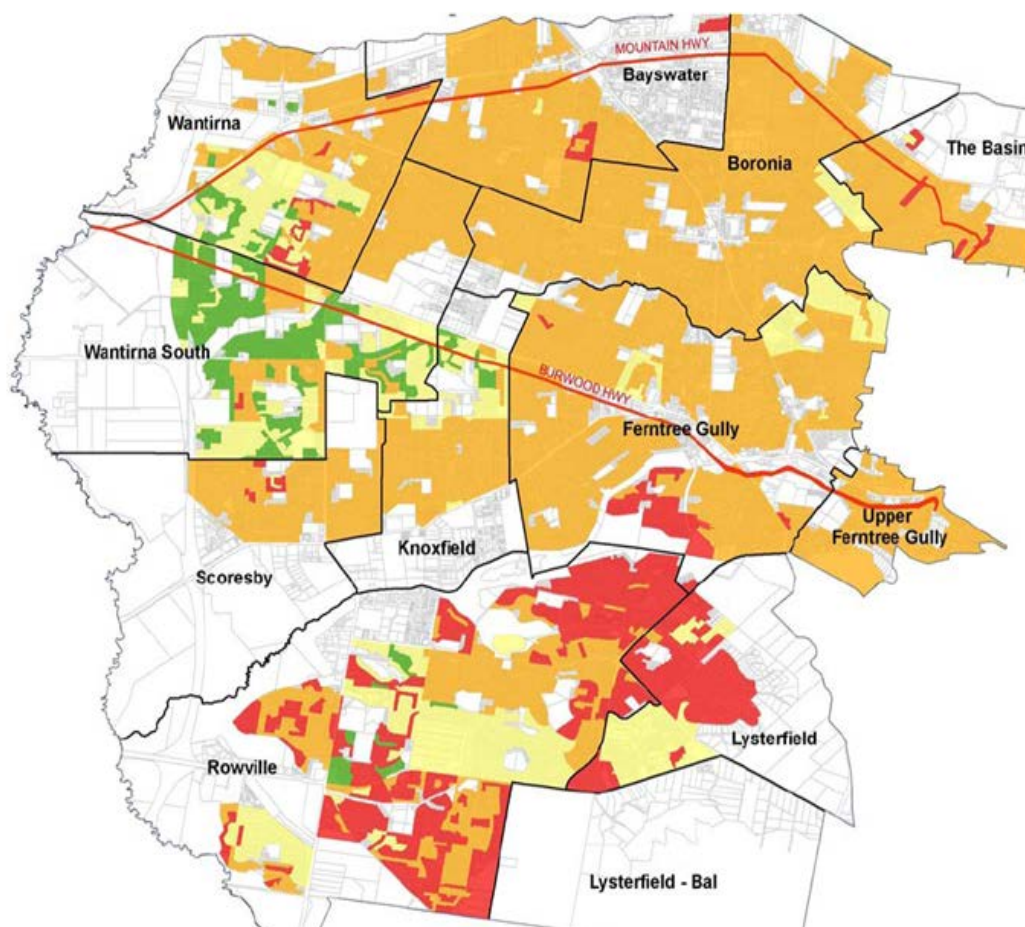 MOUNTAIN HWY
Bayswater
Wantirna
The Basin
Boronia
Wantirna South
BURWOOD HWY
Ferntree Gully
Upper
Ferntree Gully
Knoxfield
Scoresby
Lysterfield
Rowville
Lysterfield - Bal